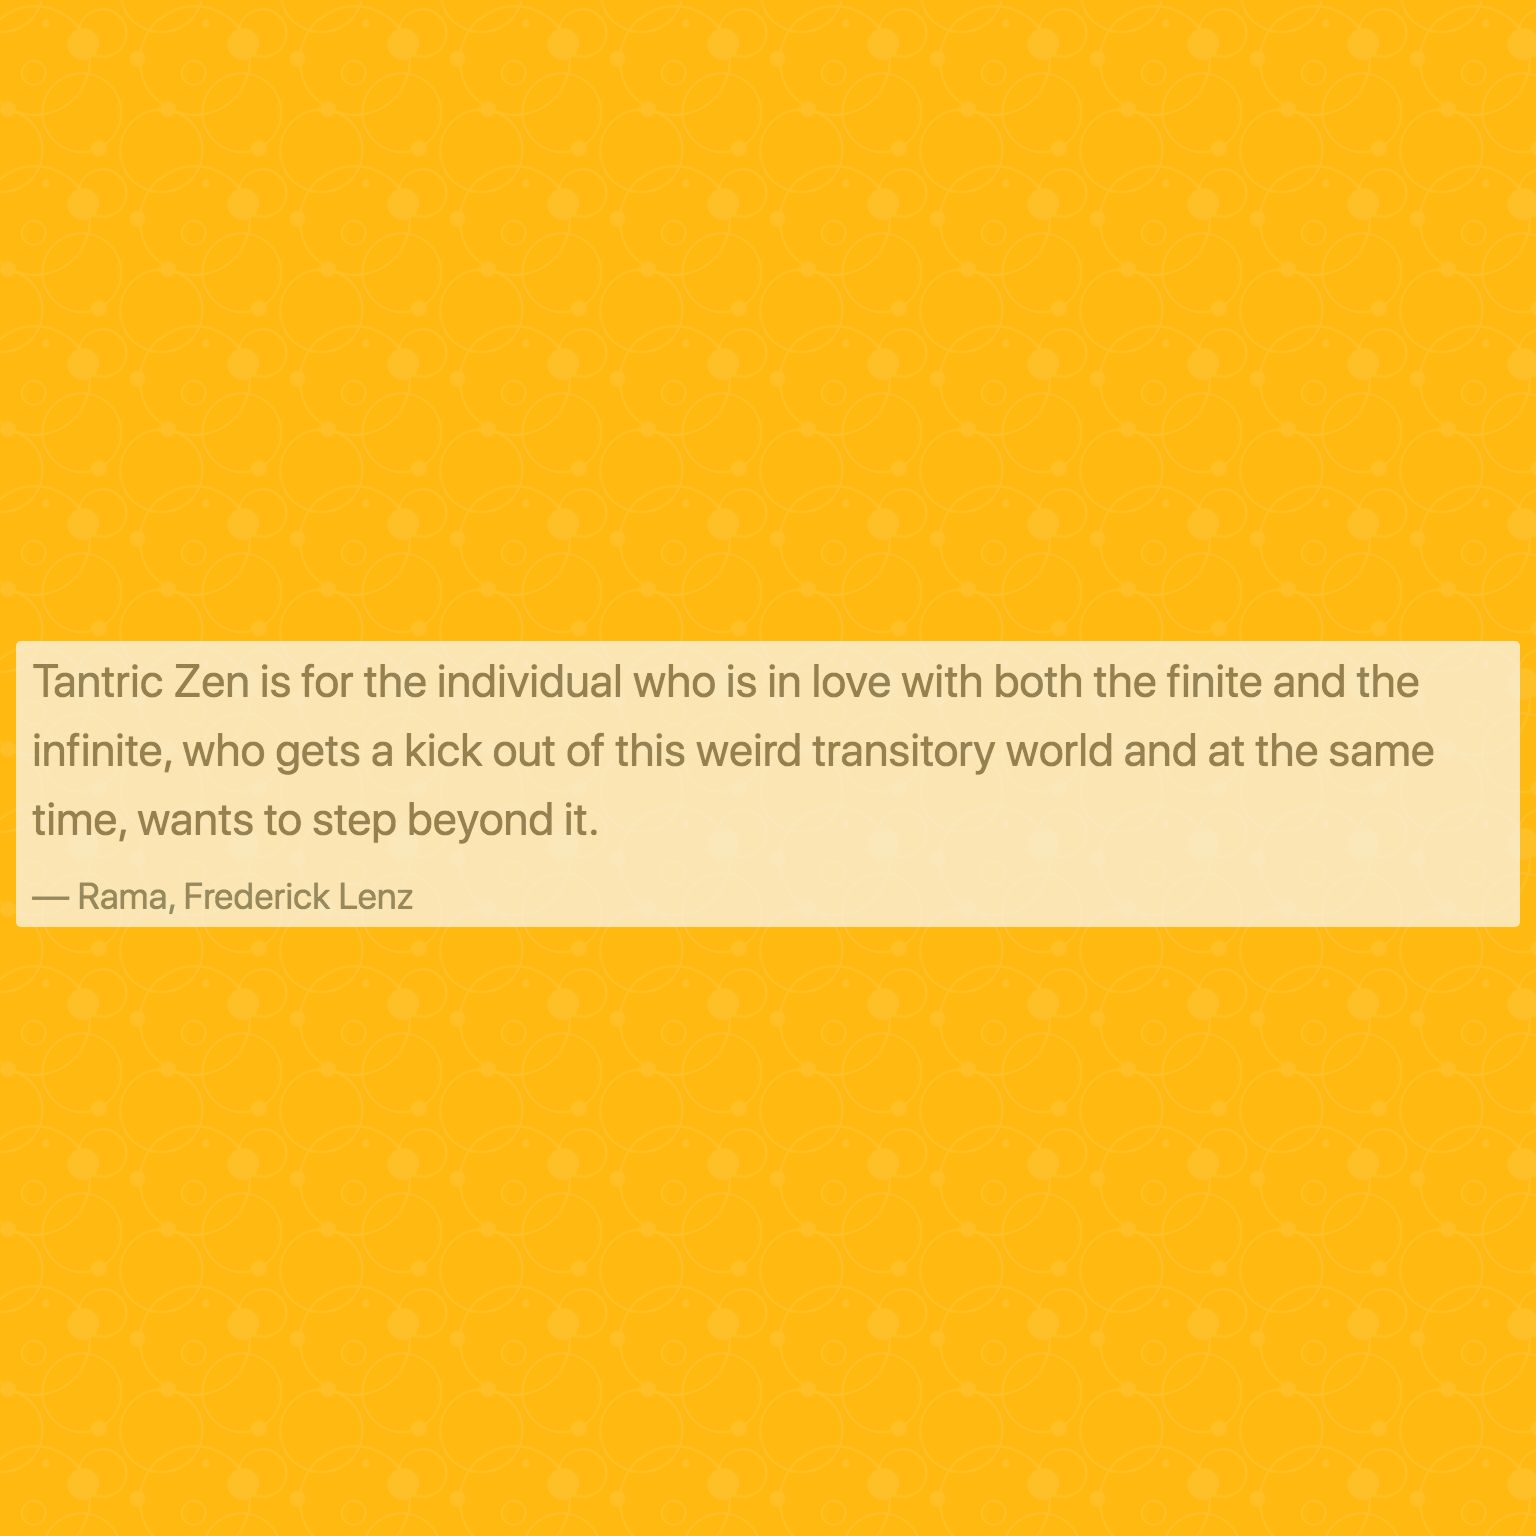 Tantric Zen is for the individual who is in love with both the finite and the
infinite, who gets a kick out of this weird transitory world and at the same
time, wants to step beyond it.
— Rama, Frederick Lenz